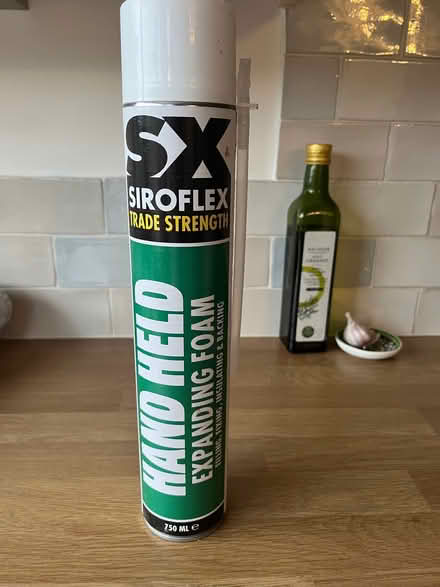 SX
SIROFLEX
TRADE STRENGTH
HAND HELD
EXPANDING FOAM
FILLING, FIXING, INSULATING & BACKING
750 ML ℮